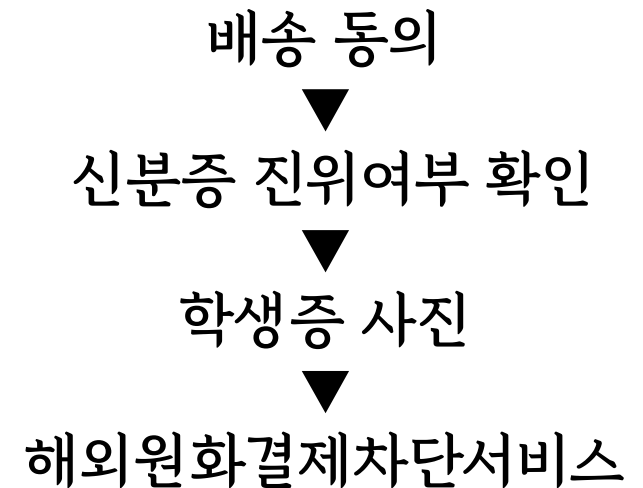 배송 동의
▼
신분증 진위여부 확인
▼
학생증 사진
▼
해외원화결제차단서비스